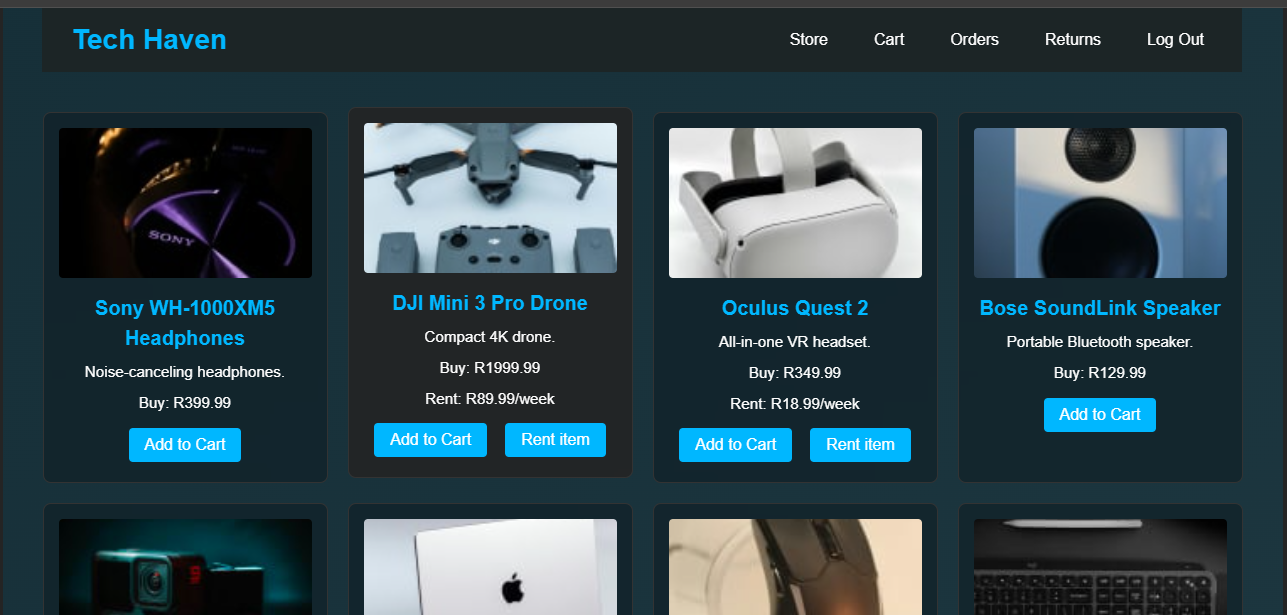 Tech Haven
Store
Cart
Orders
Returns
Log Out
SONY
Sony WH-1000XM5
Headphones
Noise-canceling headphones.
Buy: R399.99
Add to Cart
DJI Mini 3 Pro Drone
Compact 4K drone.
Buy: R1999.99
Rent: R89.99/week
Add to Cart
Rent item
Oculus Quest 2
All-in-one VR headset.
Buy: R349.99
Rent: R18.99/week
Add to Cart
Rent item
Bose SoundLink Speaker
Portable Bluetooth speaker.
Buy: R129.99
Add to Cart